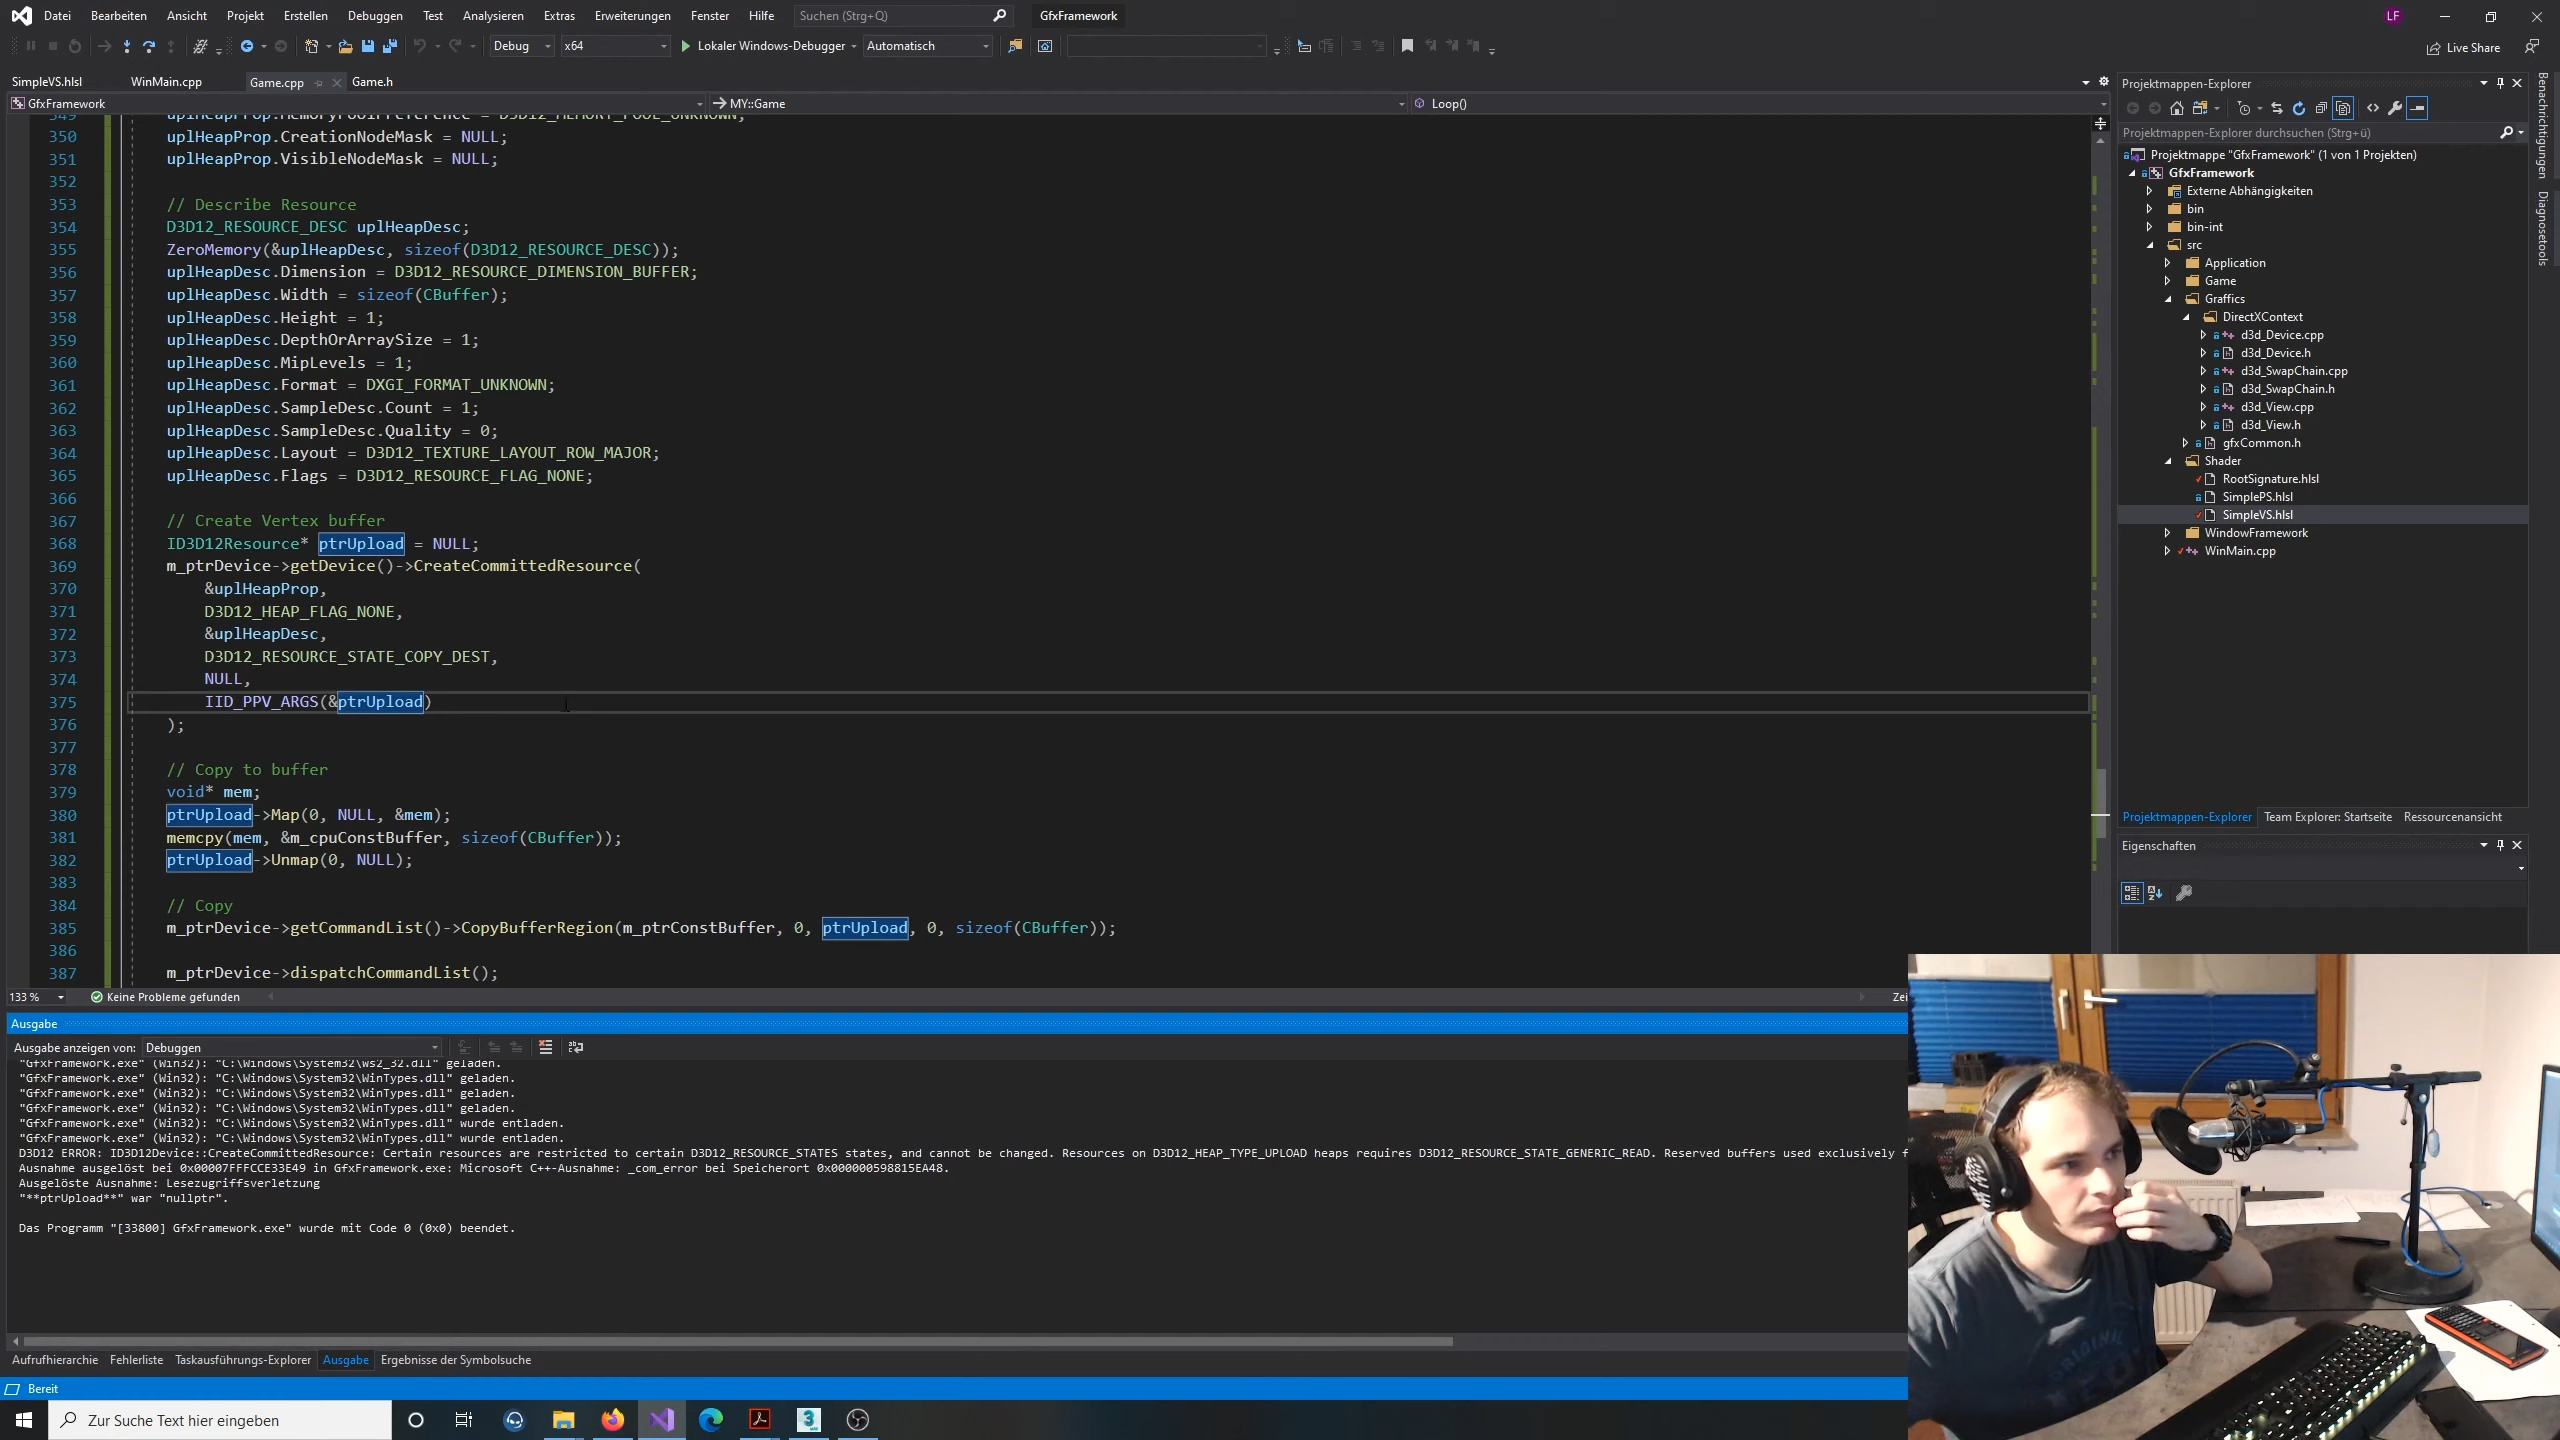 Datei Bearbeiten Ansicht Projekt Erstellen Debuggen Test Analysieren Extras Erweiterungen Fenster Hilfe Suchen (Strg+Q) GfxFramework LF
Debug x64 Lokaler Windows-Debugger Automatisch Live Share
SimpleVS.hlsl WinMain.cpp Game.cpp Game.h
GfxFramework MY::Game Loop()
349 uplHeapProp.MemoryPoolPreference = D3D12_MEMORY_POOL_UNKNOWN;
350 uplHeapProp.CreationNodeMask = NULL;
351 uplHeapProp.VisibleNodeMask = NULL;
352
353 // Describe Resource
354 D3D12_RESOURCE_DESC uplHeapDesc;
355 ZeroMemory(&uplHeapDesc, sizeof(D3D12_RESOURCE_DESC));
356 uplHeapDesc.Dimension = D3D12_RESOURCE_DIMENSION_BUFFER;
357 uplHeapDesc.Width = sizeof(CBuffer);
358 uplHeapDesc.Height = 1;
359 uplHeapDesc.DepthOrArraySize = 1;
360 uplHeapDesc.MipLevels = 1;
361 uplHeapDesc.Format = DXGI_FORMAT_UNKNOWN;
362 uplHeapDesc.SampleDesc.Count = 1;
363 uplHeapDesc.SampleDesc.Quality = 0;
364 uplHeapDesc.Layout = D3D12_TEXTURE_LAYOUT_ROW_MAJOR;
365 uplHeapDesc.Flags = D3D12_RESOURCE_FLAG_NONE;
366
367 // Create Vertex buffer
368 ID3D12Resource* ptrUpload = NULL;
369 m_ptrDevice->getDevice()->CreateCommittedResource(
370 &uplHeapProp,
371 D3D12_HEAP_FLAG_NONE,
372 &uplHeapDesc,
373 D3D12_RESOURCE_STATE_COPY_DEST,
374 NULL,
375 IID_PPV_ARGS(&ptrUpload)
376 );
377
378 // Copy to buffer
379 void* mem;
380 ptrUpload->Map(0, NULL, &mem);
381 memcpy(mem, &m_cpuConstBuffer, sizeof(CBuffer));
382 ptrUpload->Unmap(0, NULL);
383
384 // Copy
385 m_ptrDevice->getCommandList()->CopyBufferRegion(m_ptrConstBuffer, 0, ptrUpload, 0, sizeof(CBuffer));
386
387 m_ptrDevice->dispatchCommandList();
133 % Keine Probleme gefunden Zei
Ausgabe
Ausgabe anzeigen von: Debuggen
"GfxFramework.exe" (Win32): "C:\Windows\System32\ws2_32.dll" geladen.
"GfxFramework.exe" (Win32): "C:\Windows\System32\WinTypes.dll" geladen.
"GfxFramework.exe" (Win32): "C:\Windows\System32\WinTypes.dll" geladen.
"GfxFramework.exe" (Win32): "C:\Windows\System32\WinTypes.dll" geladen.
"GfxFramework.exe" (Win32): "C:\Windows\System32\WinTypes.dll" wurde entladen.
"GfxFramework.exe" (Win32): "C:\Windows\System32\WinTypes.dll" wurde entladen.
D3D12 ERROR: ID3D12Device::CreateCommittedResource: Certain resources are restricted to certain D3D12_RESOURCE_STATES states, and cannot be changed. Resources on D3D12_HEAP_TYPE_UPLOAD heaps requires D3D12_RESOURCE_STATE_GENERIC_READ. Reserved buffers used exclusively f
Ausnahme ausgelöst bei 0x00007FFFCCE33E49 in GfxFramework.exe: Microsoft C++-Ausnahme: _com_error bei Speicherort 0x000000598815EA48.
Ausgelöste Ausnahme: Lesezugriffsverletzung
"**ptrUpload**" war "nullptr".
Das Programm "[33800] GfxFramework.exe" wurde mit Code 0 (0x0) beendet.
Aufrufhierarchie Fehlerliste Taskausführungs-Explorer Ausgabe Ergebnisse der Symbolsuche
Bereit
Zur Suche Text hier eingeben
Projektmappen-Explorer
Projektmappen-Explorer durchsuchen (Strg+ü)
Projektmappe "GfxFramework" (1 von 1 Projekten)
GfxFramework
Externe Abhängigkeiten
bin
bin-int
src
Application
Game
Graffics
DirectXContext
d3d_Device.cpp
d3d_Device.h
d3d_SwapChain.cpp
d3d_SwapChain.h
d3d_View.cpp
d3d_View.h
gfxCommon.h
Shader
RootSignature.hlsl
SimplePS.hlsl
SimpleVS.hlsl
WindowFramework
WinMain.cpp
Projektmappen-Explorer Team Explorer: Startseite Ressourcenansicht
Eigenschaften
Benachrichtigungen
Diagnosetools